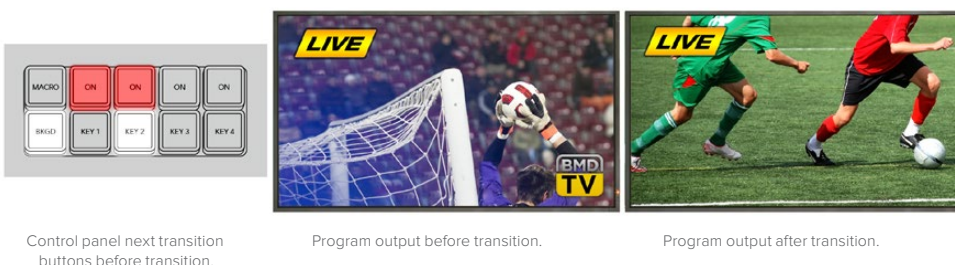 MACRO ON ON ON ON
BKGD KEY 1 KEY 2 KEY 3 KEY 4
LIVE
BMD
TV
LIVE
Control panel next transition
buttons before transition.
Program output before transition.
Program output after transition.